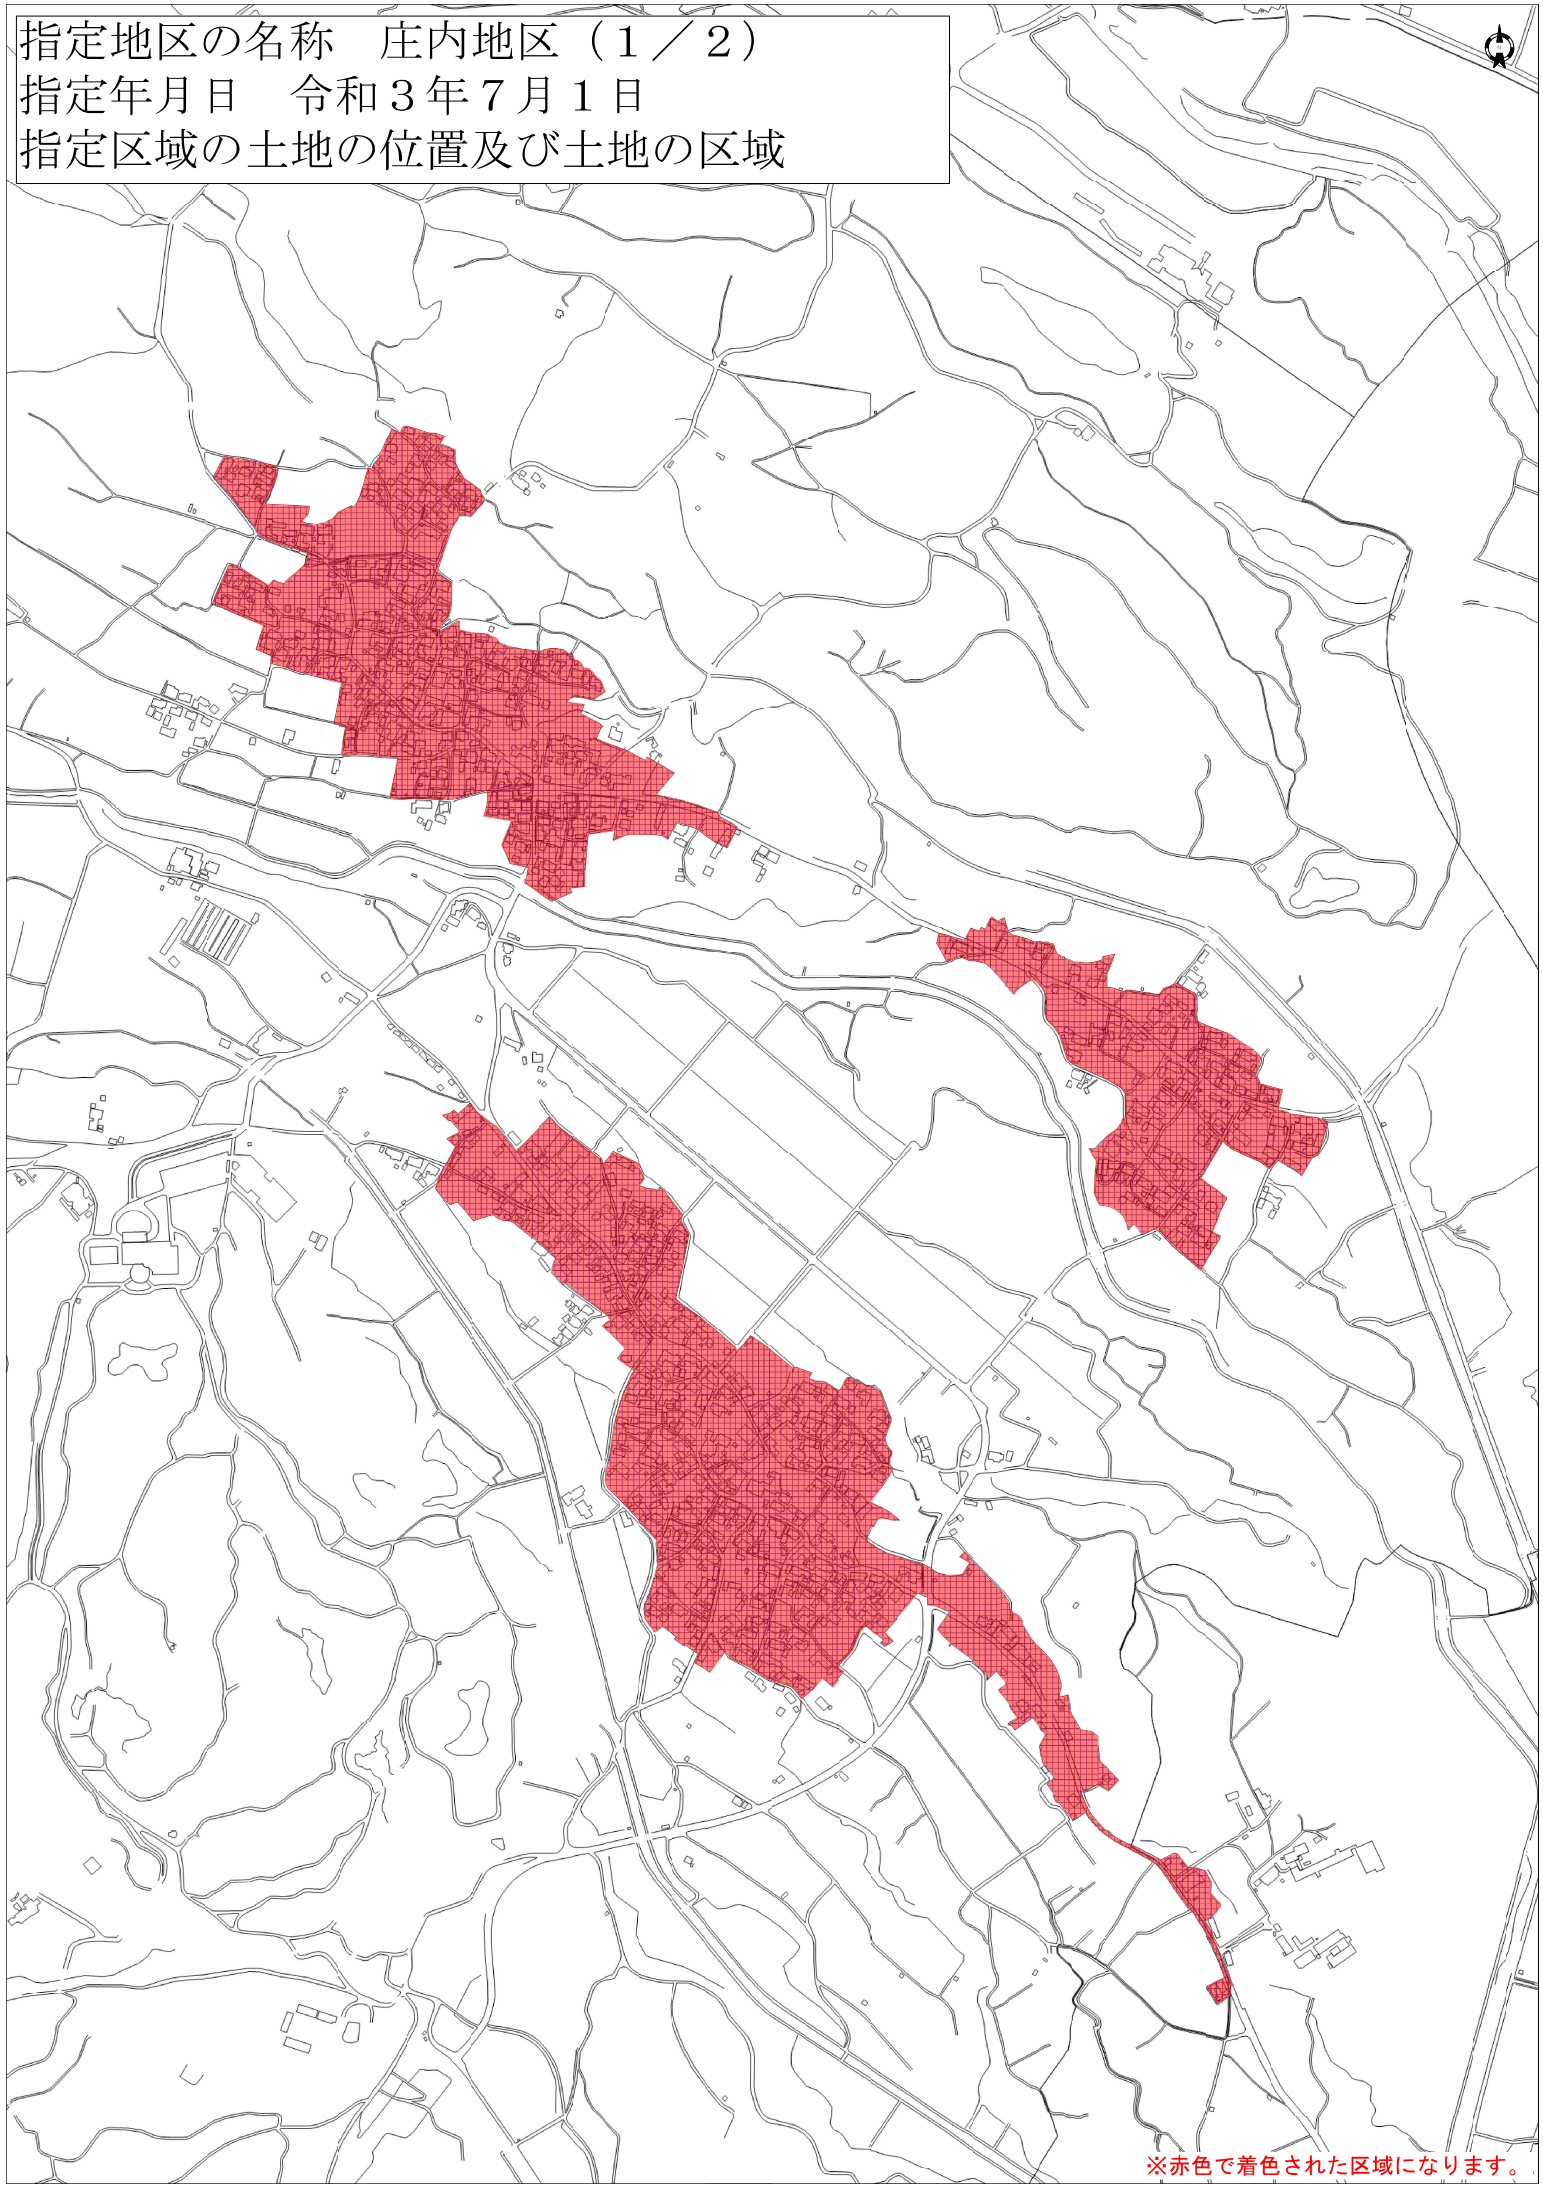 指定地区の名称　庄内地区（１／２）
指定年月日　令和３年７月１日
指定区域の土地の位置及び土地の区域
N
※赤色で着色された区域になります。